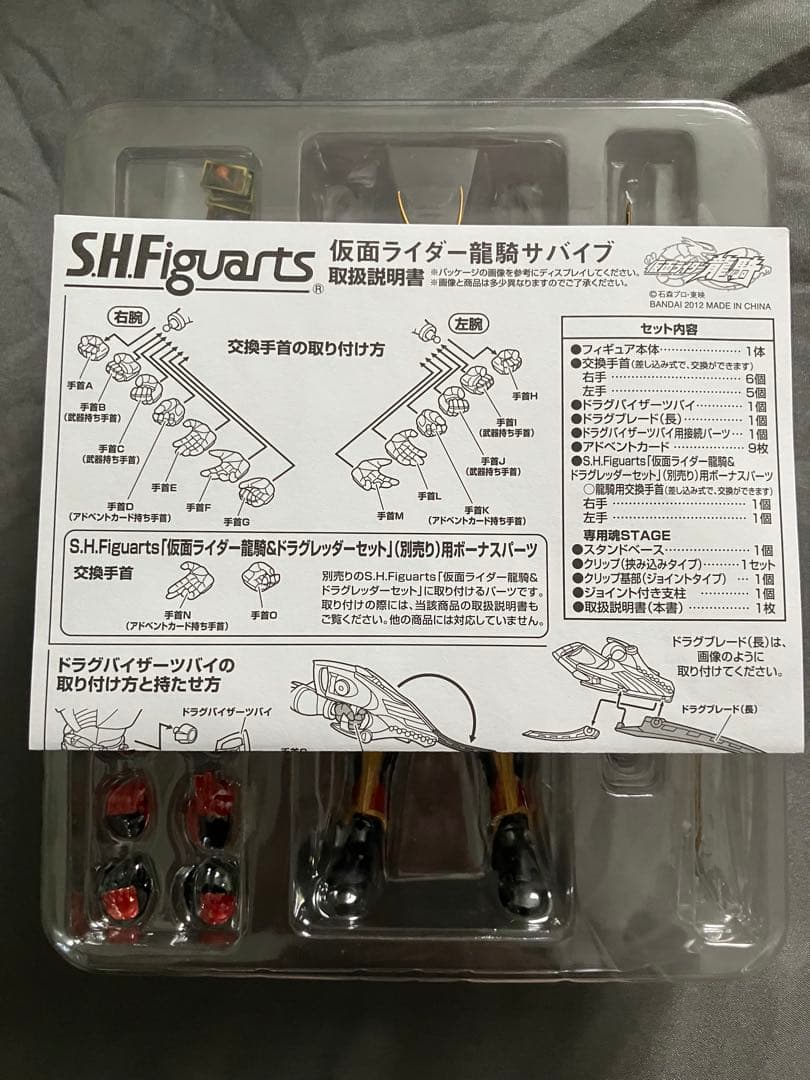 S.H.Figuarts®
仮面ライダー龍騎サバイブ
取扱説明書
※パッケージの画像を参考にディスプレイしてください。
※画像と商品は多少異なりますのでご了承ください。
仮面ライダー龍騎
©石森プロ・東映
BANDAI 2012 MADE IN CHINA
右腕
交換手首の取り付け方
左腕
手首A
手首B
(武器持ち手首)
手首C
(武器持ち手首)
手首D
(アドベントカード持ち手首)
手首E
手首F
手首G
手首H
手首I
(武器持ち手首)
手首J
(武器持ち手首)
手首K
(アドベントカード持ち手首)
手首L
手首M
セット内容
●フィギュア本体…………………1体
●交換手首(差し込み式で、交換ができます)
右手…………………6個
左手…………………5個
●ドラグバイザーツバイ…………1個
●ドラグブレード(長)……………1個
●ドラグバイザーツバイ用接続パーツ…1個
●アドベントカード………………9枚
●S.H.Figuarts「仮面ライダー龍騎&
ドラグレッダーセット」(別売り)用ボーナスパーツ
○龍騎用交換手首(差し込み式で、交換ができます)
右手…………………1個
左手…………………1個
専用魂STAGE
●スタンドベース…………………1個
●クリップ(挟み込みタイプ)………1セット
●クリップ基部(ジョイントタイプ)…1個
●ジョイント付き支柱……………1個
●取扱説明書(本書)………………1枚
S.H.Figuarts「仮面ライダー龍騎&ドラグレッダーセット」(別売り)用ボーナスパーツ
交換手首
手首N
(アドベントカード持ち手首)
手首O
別売りのS.H.Figuarts「仮面ライダー龍騎&
ドラグレッダーセット」に取り付けるパーツです。
取り付けの際には、当該商品の取扱説明書も
ご覧ください。他の商品には対応していません。
ドラグバイザーツバイの
取り付け方と持たせ方
ドラグバイザーツバイ
ドラグブレード(長)は、
画像のように
取り付けてください。
ドラグブレード(長)